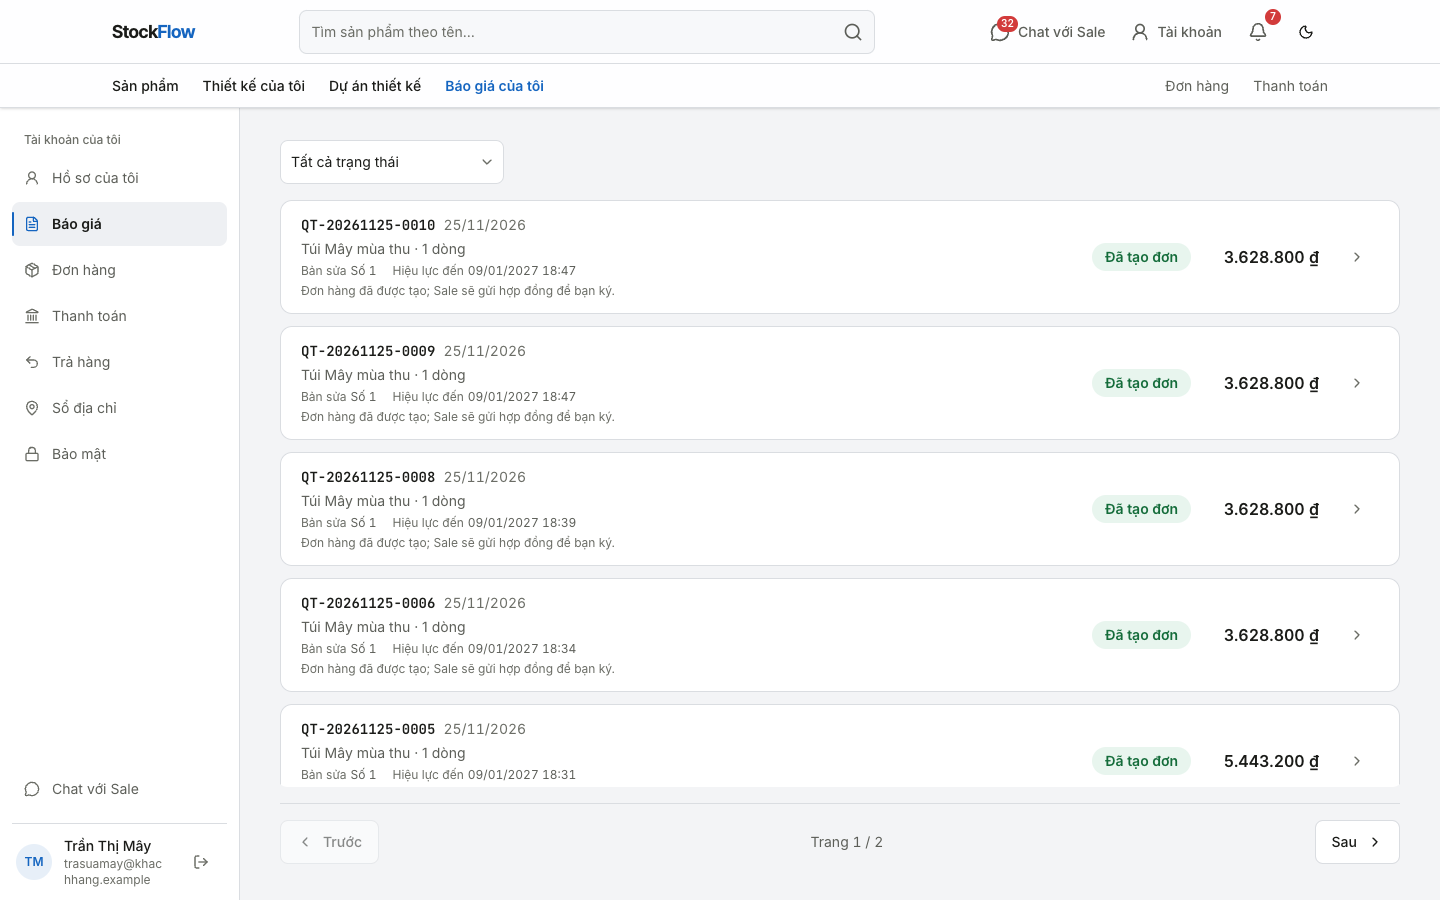 StockFlow
Tìm sản phẩm theo tên...
32
Chat với Sale
Tài khoản
7
Sản phẩm
Thiết kế của tôi
Dự án thiết kế
Báo giá của tôi
Đơn hàng
Thanh toán
Tài khoản của tôi
Hồ sơ của tôi
Báo giá
Đơn hàng
Thanh toán
Trả hàng
Sổ địa chỉ
Bảo mật
Chat với Sale
TM
Trần Thị Mây
trasuamay@khac
hhang.example
Tất cả trạng thái
QT-20261125-0010 25/11/2026
Túi Mây mùa thu · 1 dòng
Bản sửa Số 1 Hiệu lực đến 09/01/2027 18:47
Đơn hàng đã được tạo; Sale sẽ gửi hợp đồng để bạn ký.
Đã tạo đơn
3.628.800 ₫
QT-20261125-0009 25/11/2026
Túi Mây mùa thu · 1 dòng
Bản sửa Số 1 Hiệu lực đến 09/01/2027 18:47
Đơn hàng đã được tạo; Sale sẽ gửi hợp đồng để bạn ký.
Đã tạo đơn
3.628.800 ₫
QT-20261125-0008 25/11/2026
Túi Mây mùa thu · 1 dòng
Bản sửa Số 1 Hiệu lực đến 09/01/2027 18:39
Đơn hàng đã được tạo; Sale sẽ gửi hợp đồng để bạn ký.
Đã tạo đơn
3.628.800 ₫
QT-20261125-0006 25/11/2026
Túi Mây mùa thu · 1 dòng
Bản sửa Số 1 Hiệu lực đến 09/01/2027 18:34
Đơn hàng đã được tạo; Sale sẽ gửi hợp đồng để bạn ký.
Đã tạo đơn
3.628.800 ₫
QT-20261125-0005 25/11/2026
Túi Mây mùa thu · 1 dòng
Bản sửa Số 1 Hiệu lực đến 09/01/2027 18:31
Đã tạo đơn
5.443.200 ₫
Trước
Trang 1 / 2
Sau